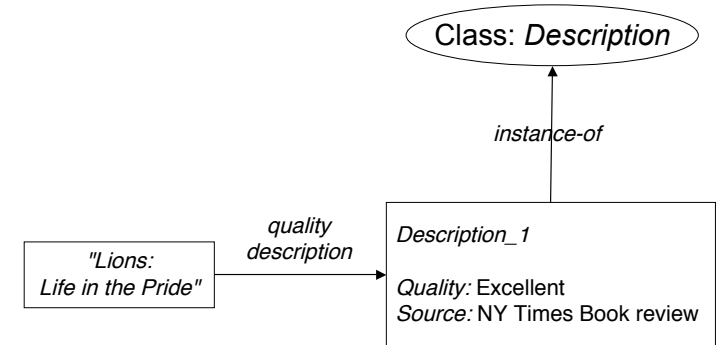 Class: Description
instance-of
quality
description
"Lions:
Life in the Pride"
Description_1
Quality: Excellent
Source: NY Times Book review